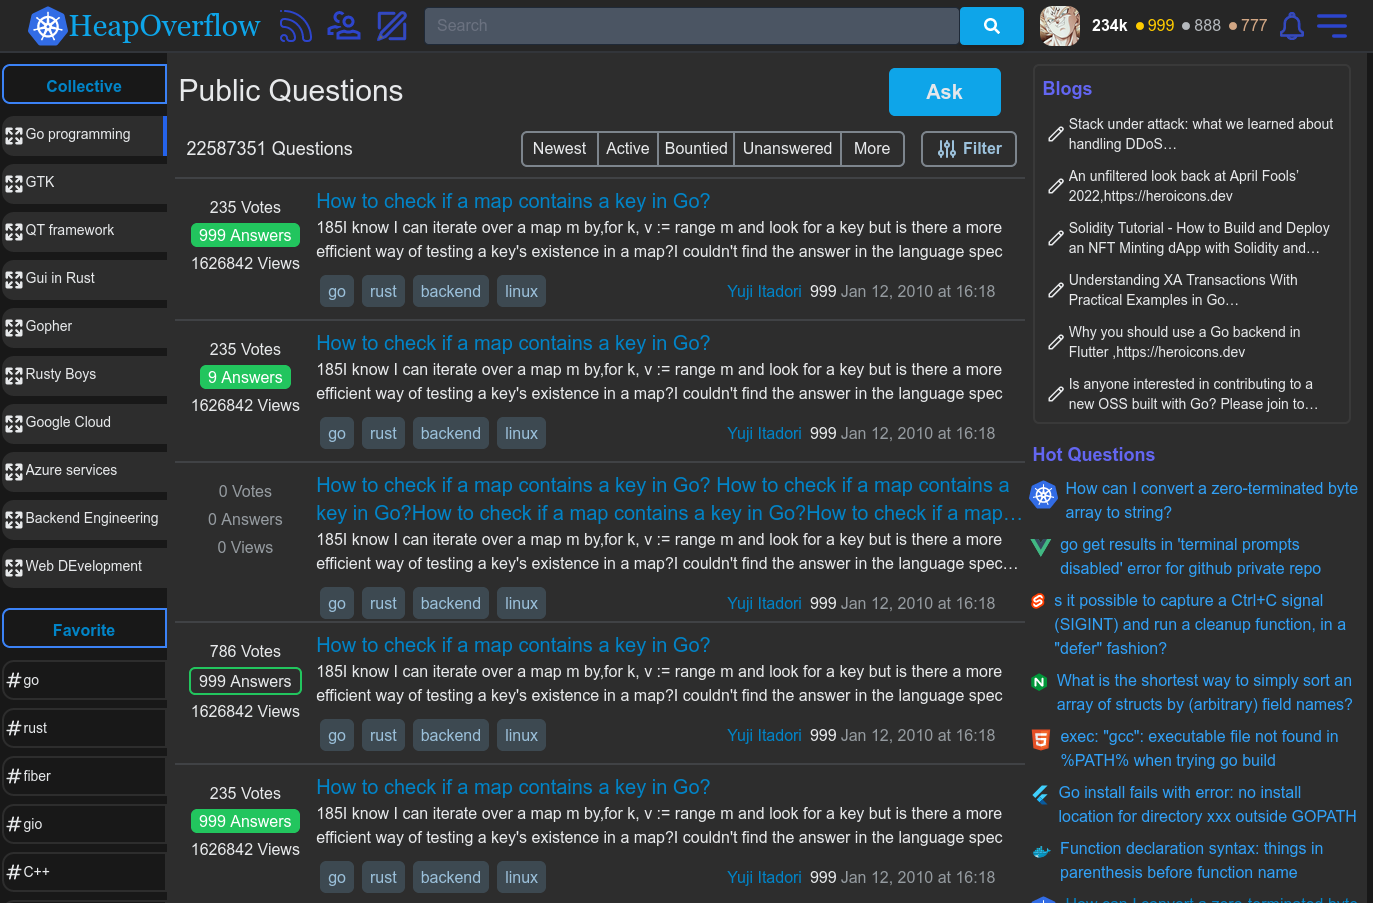 HeapOverflow
Search
234k 999 888 777
Collective
Go programming
GTK
QT framework
Gui in Rust
Gopher
Rusty Boys
Google Cloud
Azure services
Backend Engineering
Web DEvelopment
Favorite
#go
#rust
#fiber
#gio
#C++
Public Questions
Ask
22587351 Questions
Newest Active Bountied Unanswered More Filter
235 Votes
999 Answers
1626842 Views
How to check if a map contains a key in Go?
185I know I can iterate over a map m by,for k, v := range m and look for a key but is there a more
efficient way of testing a key's existence in a map?I couldn't find the answer in the language spec
go rust backend linux
Yuji Itadori 999 Jan 12, 2010 at 16:18
235 Votes
9 Answers
1626842 Views
How to check if a map contains a key in Go?
185I know I can iterate over a map m by,for k, v := range m and look for a key but is there a more
efficient way of testing a key's existence in a map?I couldn't find the answer in the language spec
go rust backend linux
Yuji Itadori 999 Jan 12, 2010 at 16:18
0 Votes
0 Answers
0 Views
How to check if a map contains a key in Go? How to check if a map contains a
key in Go?How to check if a map contains a key in Go?How to check if a map…
185I know I can iterate over a map m by,for k, v := range m and look for a key but is there a more
efficient way of testing a key's existence in a map?I couldn't find the answer in the language spec…
go rust backend linux
Yuji Itadori 999 Jan 12, 2010 at 16:18
786 Votes
999 Answers
1626842 Views
How to check if a map contains a key in Go?
185I know I can iterate over a map m by,for k, v := range m and look for a key but is there a more
efficient way of testing a key's existence in a map?I couldn't find the answer in the language spec
go rust backend linux
Yuji Itadori 999 Jan 12, 2010 at 16:18
235 Votes
999 Answers
1626842 Views
How to check if a map contains a key in Go?
185I know I can iterate over a map m by,for k, v := range m and look for a key but is there a more
efficient way of testing a key's existence in a map?I couldn't find the answer in the language spec
go rust backend linux
Yuji Itadori 999 Jan 12, 2010 at 16:18
Blogs
Stack under attack: what we learned about
handling DDoS…
An unfiltered look back at April Fools’
2022,https://heroicons.dev
Solidity Tutorial - How to Build and Deploy
an NFT Minting dApp with Solidity and…
Understanding XA Transactions With
Practical Examples in Go…
Why you should use a Go backend in
Flutter ,https://heroicons.dev
Is anyone interested in contributing to a
new OSS built with Go? Please join to…
Hot Questions
How can I convert a zero-terminated byte
array to string?
go get results in 'terminal prompts
disabled' error for github private repo
s it possible to capture a Ctrl+C signal
(SIGINT) and run a cleanup function, in a
"defer" fashion?
What is the shortest way to simply sort an
array of structs by (arbitrary) field names?
exec: "gcc": executable file not found in
%PATH% when trying go build
Go install fails with error: no install
location for directory xxx outside GOPATH
Function declaration syntax: things in
parenthesis before function name
How can I convert a zero-terminated byte